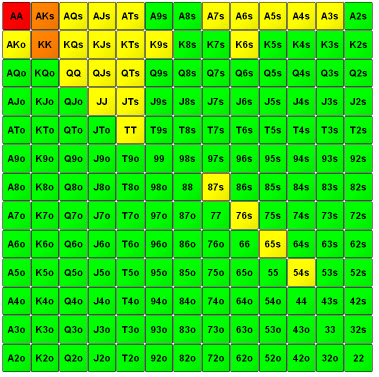 AA AKs AQs AJs ATs A9s A8s A7s A6s A5s A4s A3s A2s
AKo KK KQs KJs KTs K9s K8s K7s K6s K5s K4s K3s K2s
AQo KQo QQ QJs QTs Q9s Q8s Q7s Q6s Q5s Q4s Q3s Q2s
AJo KJo QJo JJ JTs J9s J8s J7s J6s J5s J4s J3s J2s
ATo KTo QTo JTo TT T9s T8s T7s T6s T5s T4s T3s T2s
A9o K9o Q9o J9o T9o 99 98s 97s 96s 95s 94s 93s 92s
A8o K8o Q8o J8o T8o 98o 88 87s 86s 85s 84s 83s 82s
A7o K7o Q7o J7o T7o 97o 87o 77 76s 75s 74s 73s 72s
A6o K6o Q6o J6o T6o 96o 86o 76o 66 65s 64s 63s 62s
A5o K5o Q5o J5o T5o 95o 85o 75o 65o 55 54s 53s 52s
A4o K4o Q4o J4o T4o 94o 84o 74o 64o 54o 44 43s 42s
A3o K3o Q3o J3o T3o 93o 83o 73o 63o 53o 43o 33 32s
A2o K2o Q2o J2o T2o 92o 82o 72o 62o 52o 42o 32o 22